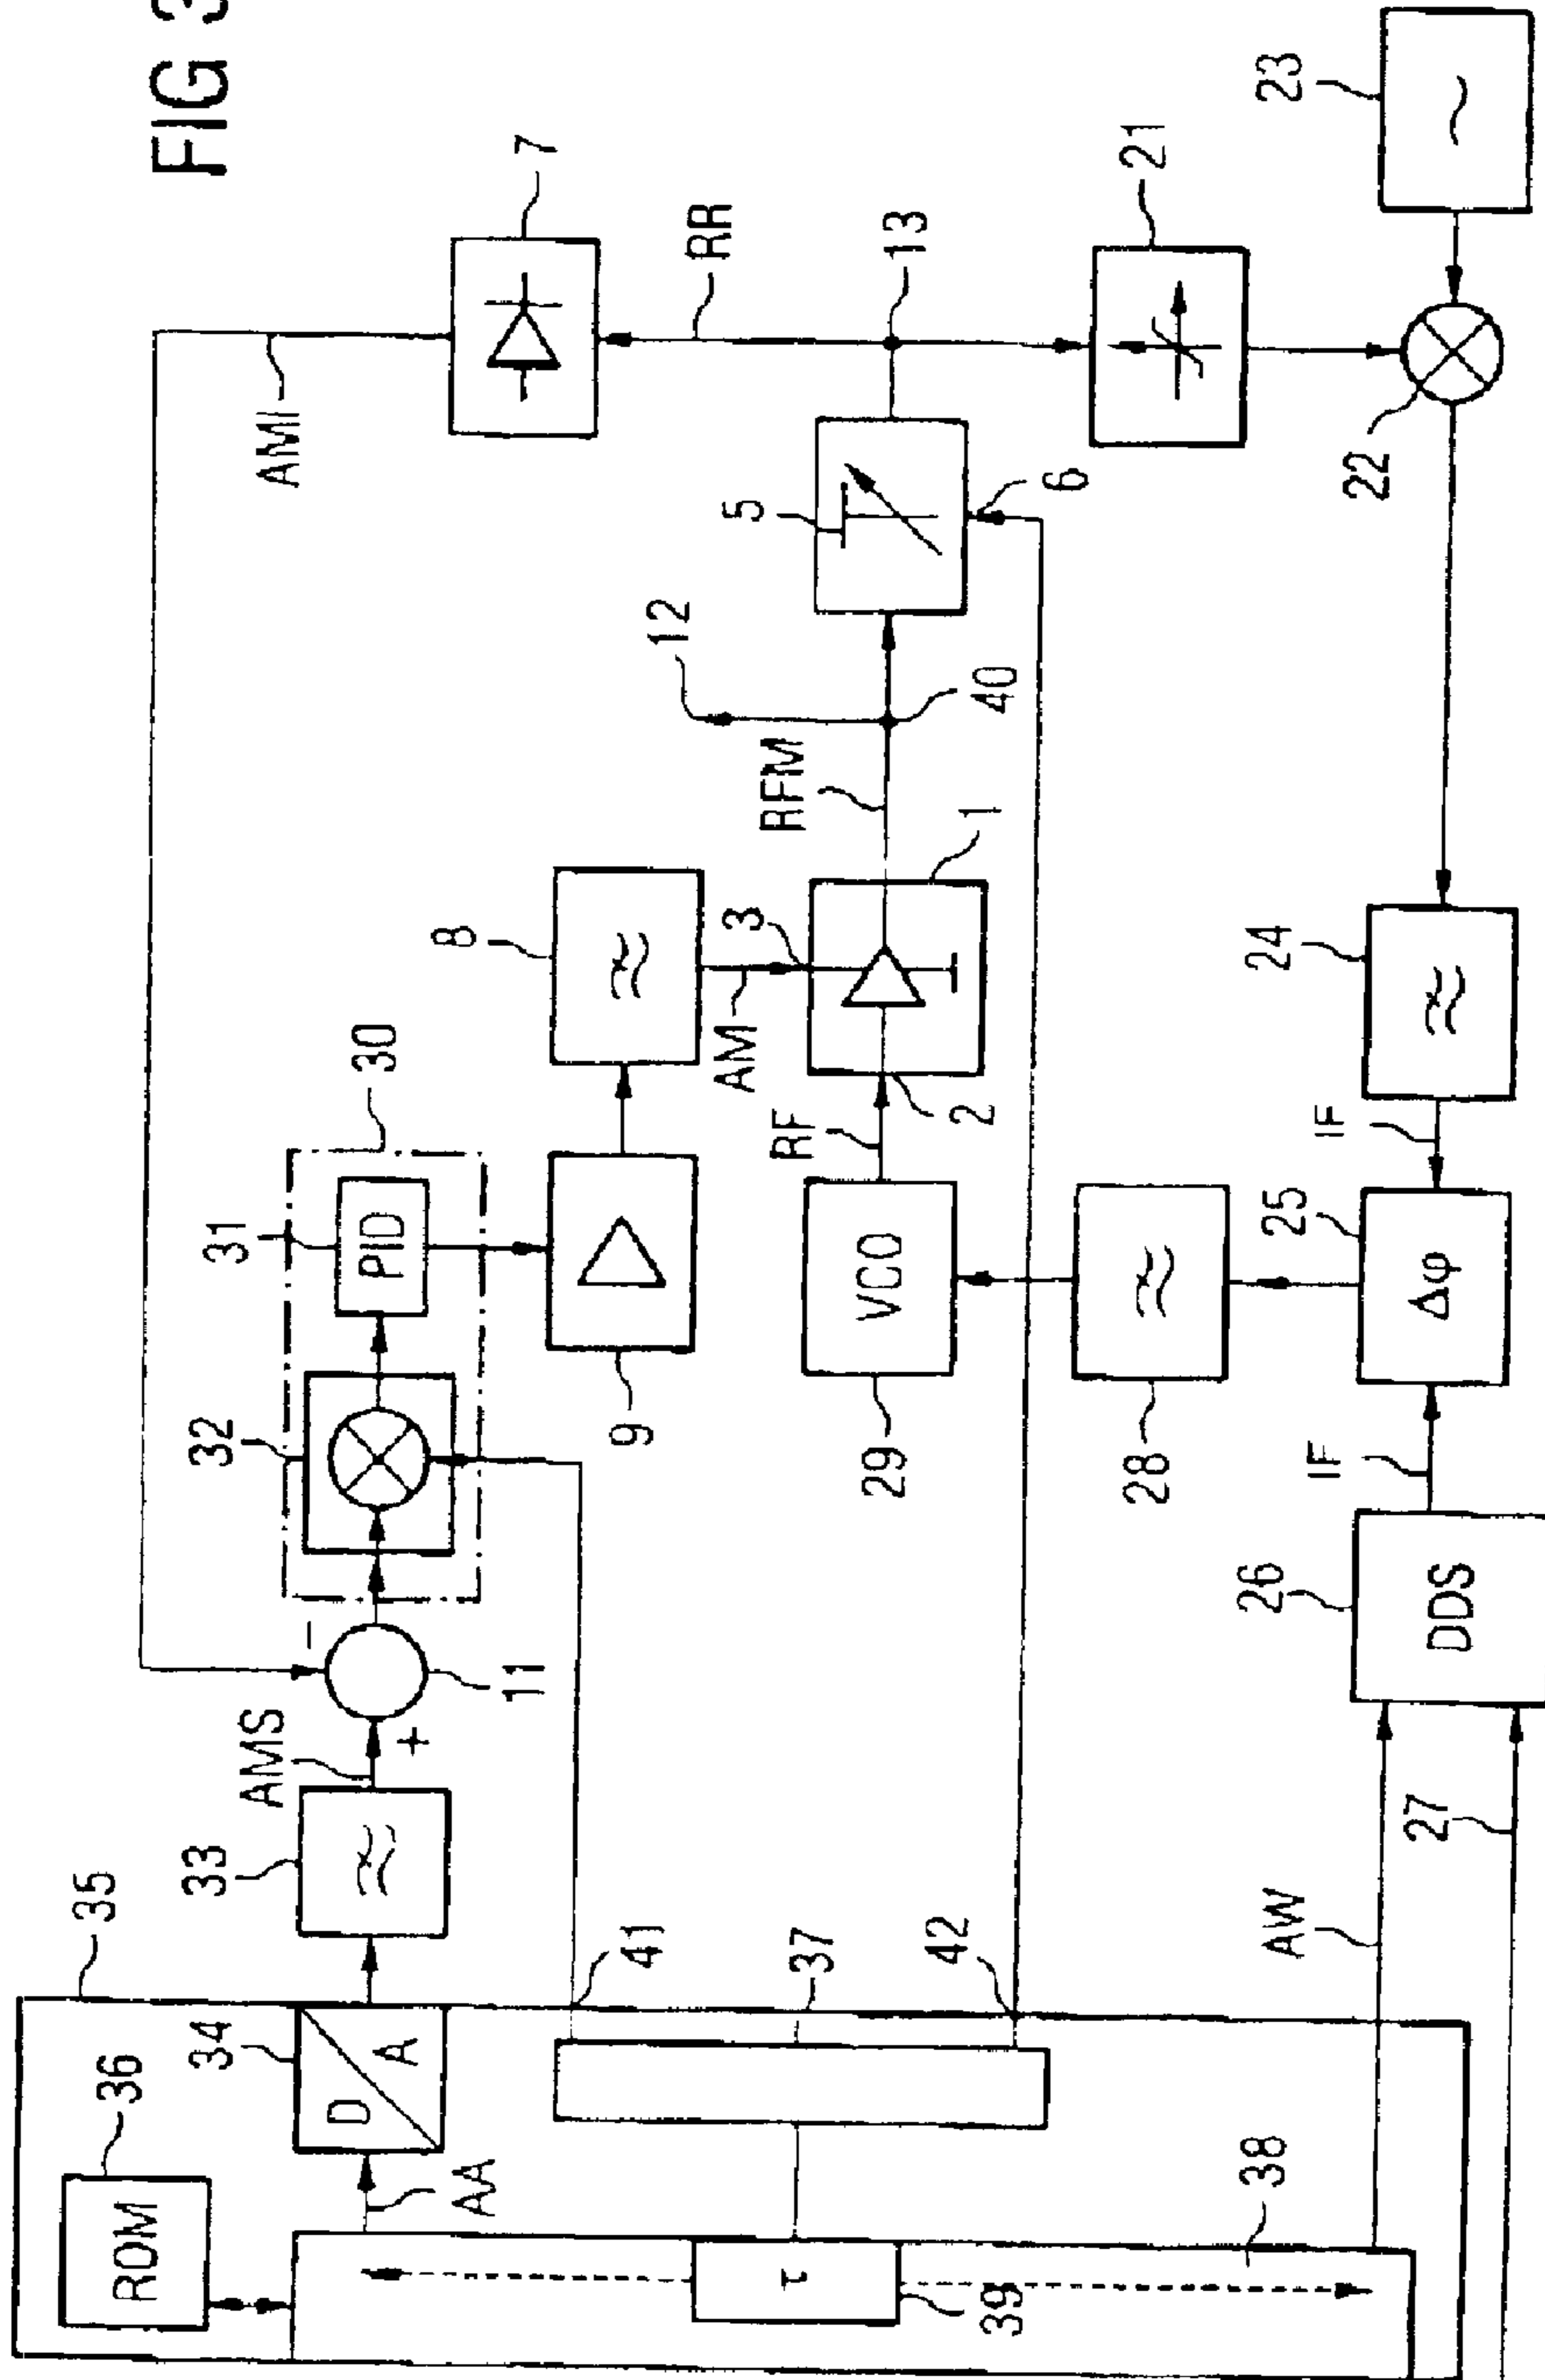 FIG 3
36
ROM
35
34
D
A
AA
33
AMS
+
-
11
32
31
PID
30
AMI
7
RR
9
8
AM
3
41
37
42
39
τ
38
29
VCO
RF
2
1
RFM
12
40
5
6
13
21
28
AW
27
26
DDS
IF
25
Δφ
IF
24
22
23